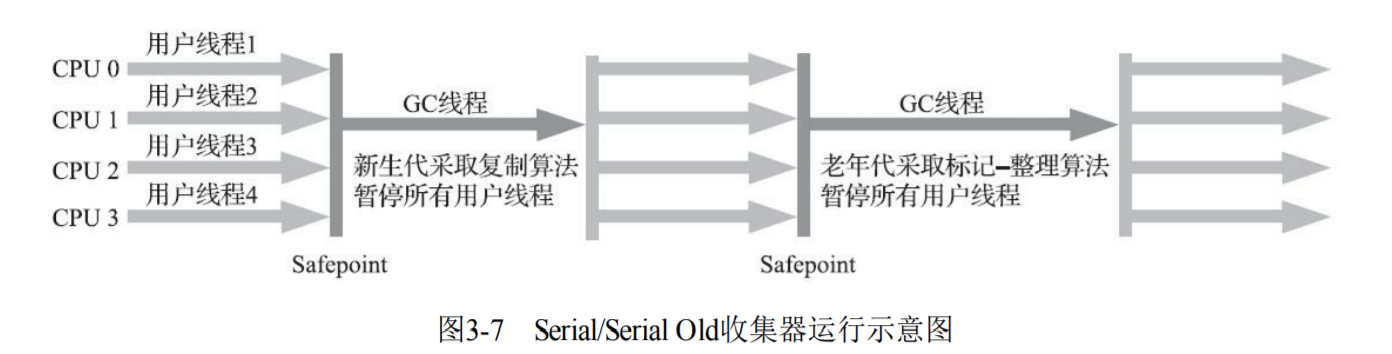 用户线程1
CPU 0
用户线程2
CPU 1
用户线程3
CPU 2
用户线程4
CPU 3
GC线程
新生代采取复制算法
暂停所有用户线程
Safepoint
GC线程
老年代采取标记–整理算法
暂停所有用户线程
Safepoint
图3-7 Serial/Serial Old收集器运行示意图